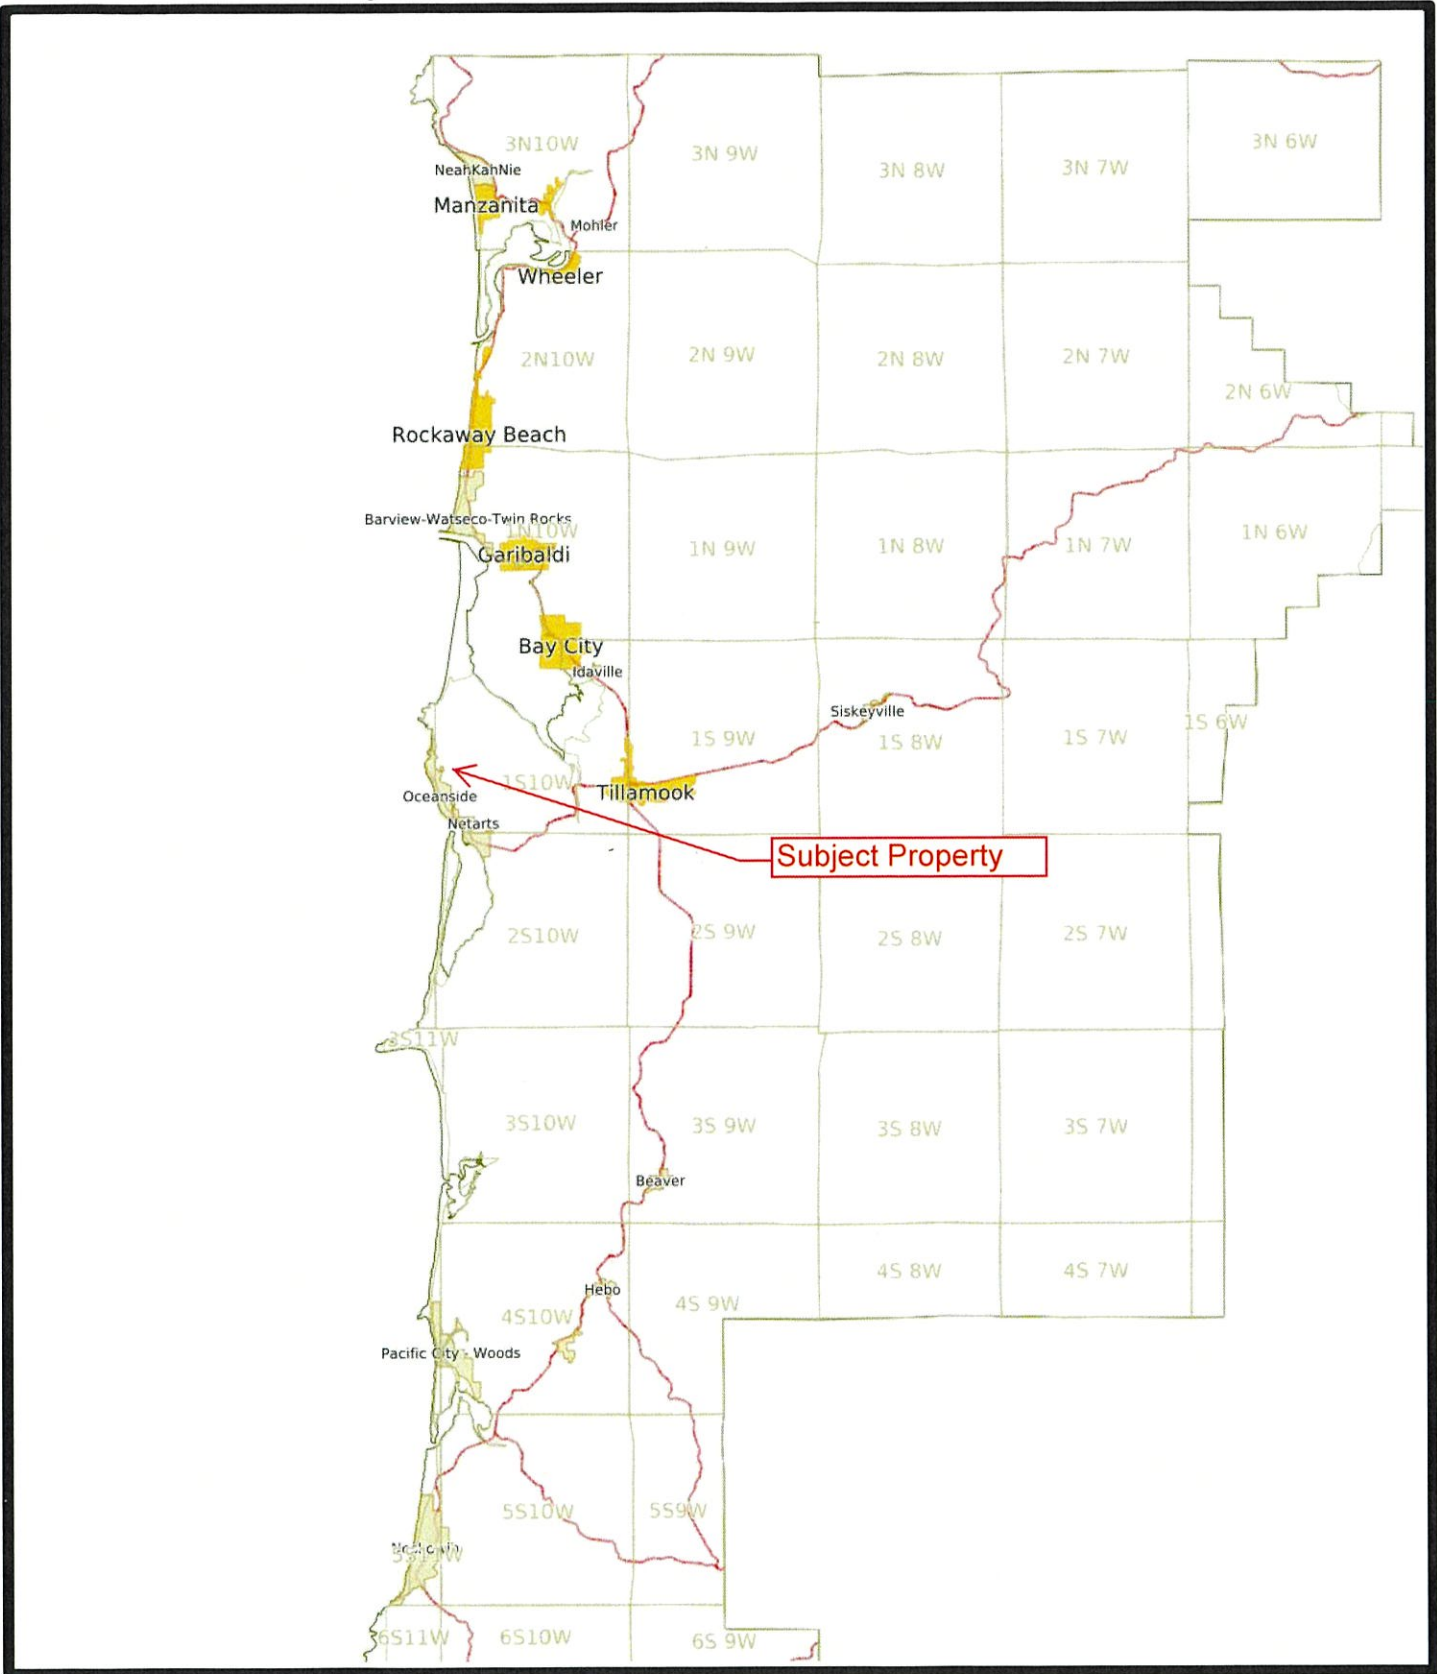 3N10W
3N 9W
3N 8W
3N 7W
3N 6W
NeahKahNie
Manzanita
Mohler
Wheeler
2N10W
2N 9W
2N 8W
2N 7W
2N 6W
Rockaway Beach
Barview-Watseco-Twin Rocks
1N10W
1N 9W
1N 8W
1N 7W
1N 6W
Garibaldi
Bay City
Idaville
Siskeyville
1S 9W
1S 8W
1S 7W
1S 6W
1S10W
Oceanside
Tillamook
Netarts
Subject Property
2S10W
2S 9W
2S 8W
2S 7W
3S11W
3S10W
3S 9W
3S 8W
3S 7W
Beaver
4S 8W
4S 7W
Hebo
4S10W
4S 9W
Pacific City - Woods
5S10W
5S9W
Neskowin
5S11W
6S11W
6S10W
6S 9W